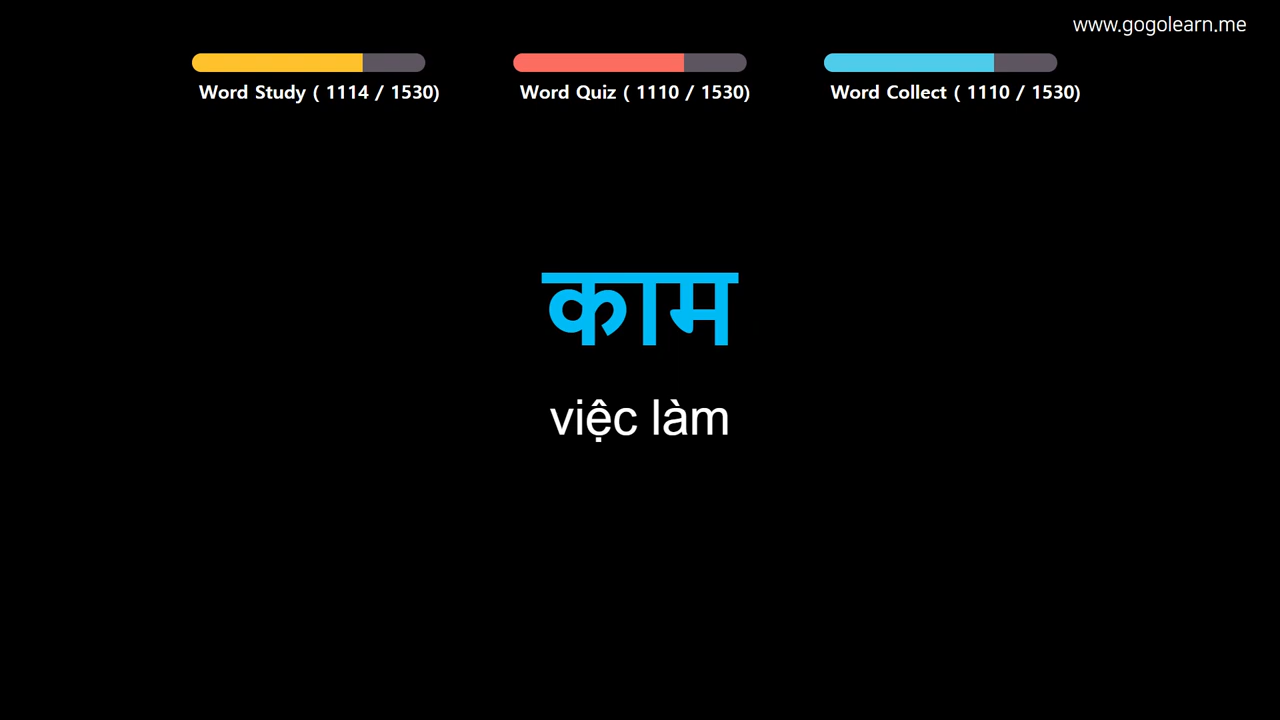 www.gogolearn.me
Word Study ( 1114 / 1530)
Word Quiz ( 1110 / 1530)
Word Collect ( 1110 / 1530)
काम
việc làm